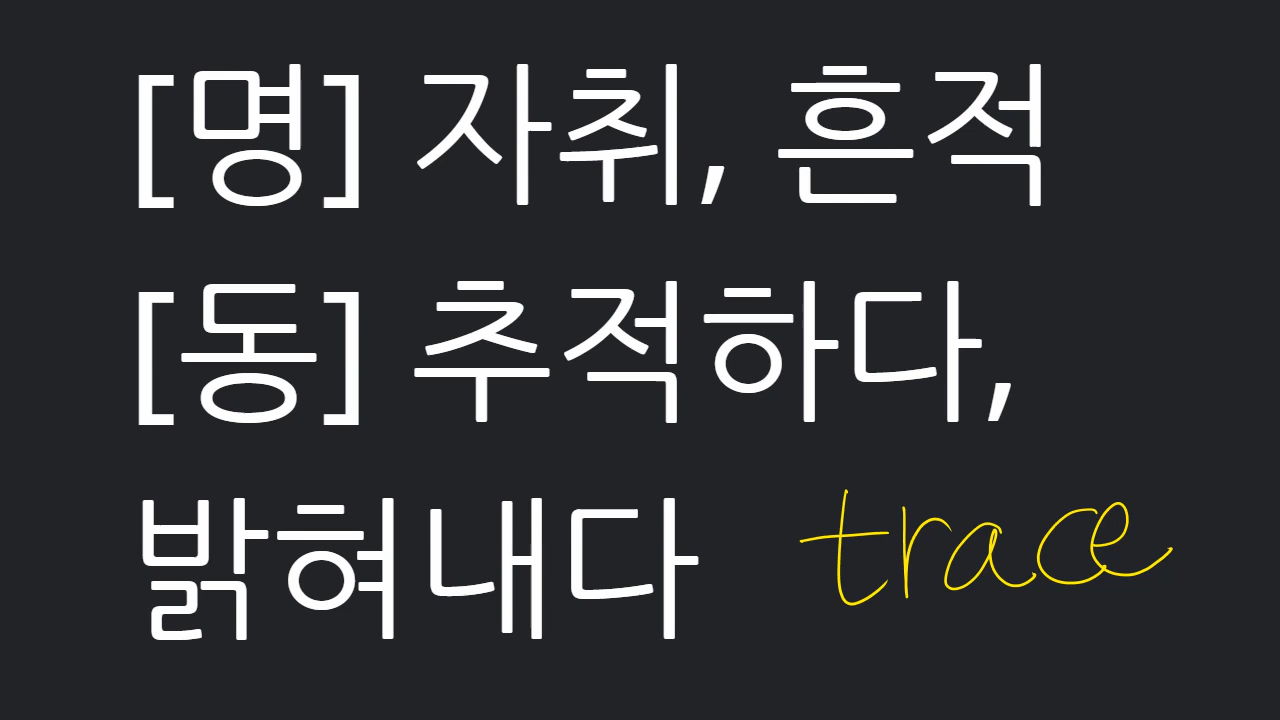 [명] 자취, 흔적
[동] 추적하다,
밝혀내다 trace